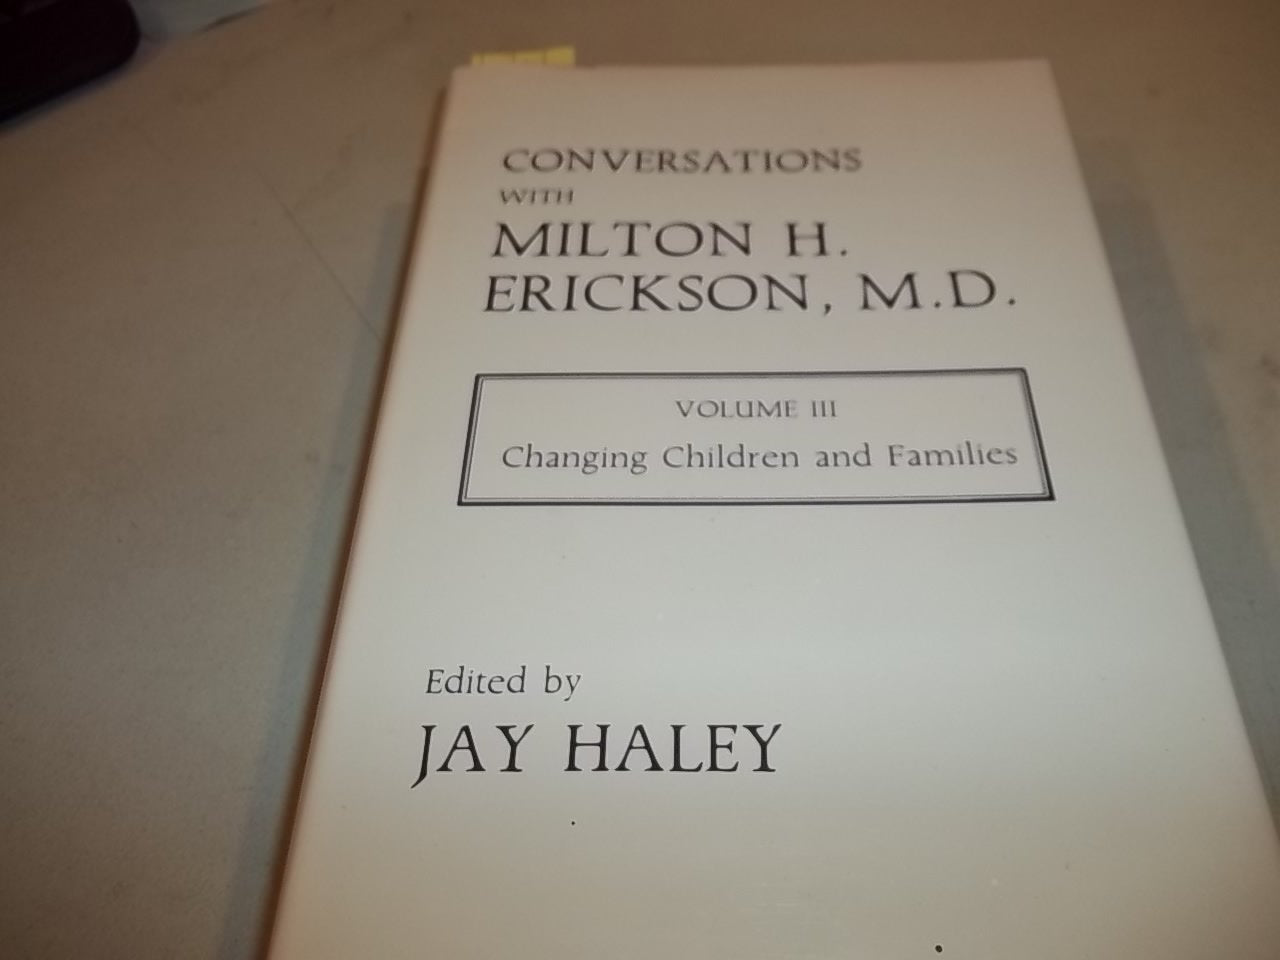 CONVERSATIONS
WITH
MILTON H.
ERICKSON, M.D.
VOLUME III
Changing Children and Families
Edited by
JAY HALEY